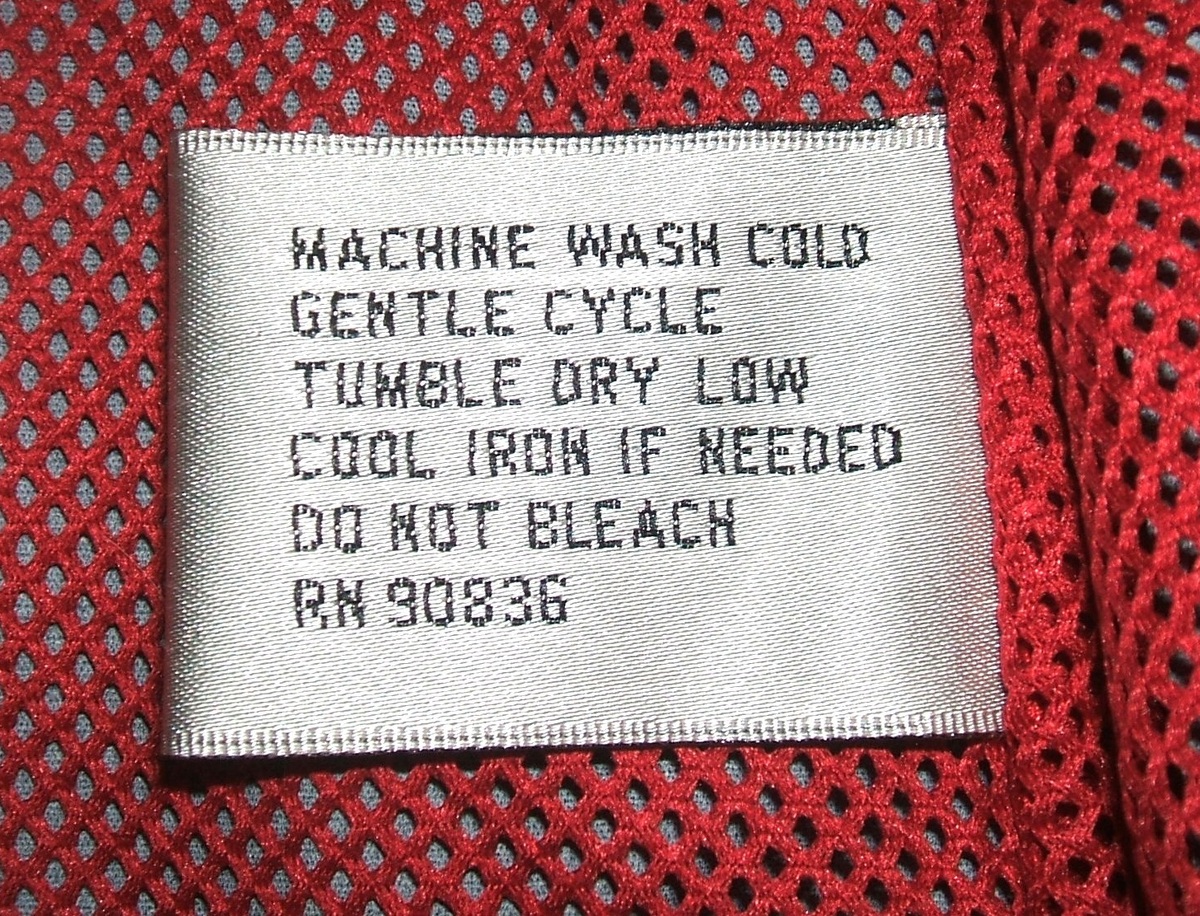 MACHINE WASH COLD
GENTLE CYCLE
TUMBLE DRY LOW
COOL IRON IF NEEDED
DO NOT BLEACH
RN 90836